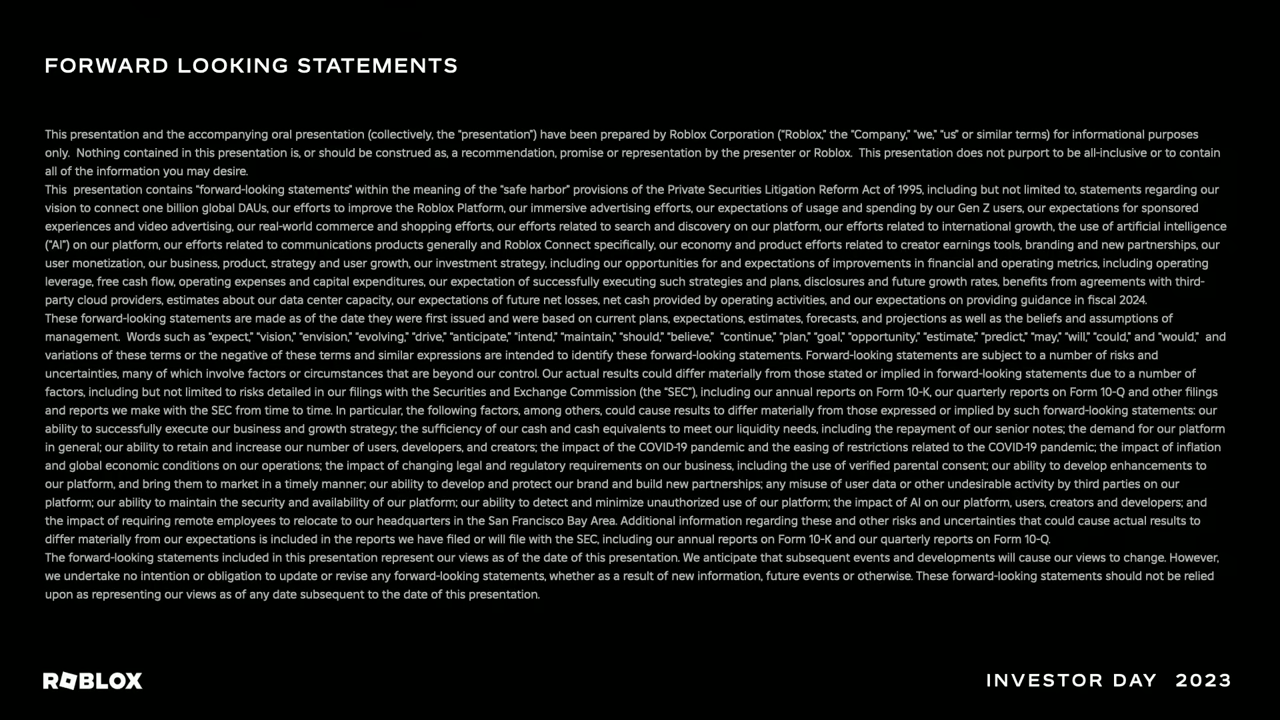 FORWARD LOOKING STATEMENTS
This presentation and the accompanying oral presentation (collectively, the "presentation") have been prepared by Roblox Corporation ("Roblox," the "Company," "we," "us" or similar terms) for informational purposes
only.  Nothing contained in this presentation is, or should be construed as, a recommendation, promise or representation by the presenter or Roblox.  This presentation does not purport to be all-inclusive or to contain
all of the information you may desire.
This  presentation contains "forward-looking statements" within the meaning of the "safe harbor" provisions of the Private Securities Litigation Reform Act of 1995, including but not limited to, statements regarding our
vision to connect one billion global DAUs, our efforts to improve the Roblox Platform, our immersive advertising efforts, our expectations of usage and spending by our Gen Z users, our expectations for sponsored
experiences and video advertising, our real-world commerce and shopping efforts, our efforts related to search and discovery on our platform, our efforts related to international growth, the use of artificial intelligence
("AI") on our platform, our efforts related to communications products generally and Roblox Connect specifically, our economy and product efforts related to creator earnings tools, branding and new partnerships, our
user monetization, our business, product, strategy and user growth, our investment strategy, including our opportunities for and expectations of improvements in financial and operating metrics, including operating
leverage, free cash flow, operating expenses and capital expenditures, our expectation of successfully executing such strategies and plans, disclosures and future growth rates, benefits from agreements with third-
party cloud providers, estimates about our data center capacity, our expectations of future net losses, net cash provided by operating activities, and our expectations on providing guidance in fiscal 2024.
These forward-looking statements are made as of the date they were first issued and were based on current plans, expectations, estimates, forecasts, and projections as well as the beliefs and assumptions of
management.  Words such as "expect," "vision," "envision," "evolving," "drive," "anticipate," "intend," "maintain," "should," "believe,"  "continue," "plan," "goal," "opportunity," "estimate," "predict," "may," "will," "could," and "would,"  and
variations of these terms or the negative of these terms and similar expressions are intended to identify these forward-looking statements. Forward-looking statements are subject to a number of risks and
uncertainties, many of which involve factors or circumstances that are beyond our control. Our actual results could differ materially from those stated or implied in forward-looking statements due to a number of
factors, including but not limited to risks detailed in our filings with the Securities and Exchange Commission (the "SEC"), including our annual reports on Form 10-K, our quarterly reports on Form 10-Q and other filings
and reports we make with the SEC from time to time. In particular, the following factors, among others, could cause results to differ materially from those expressed or implied by such forward-looking statements: our
ability to successfully execute our business and growth strategy; the sufficiency of our cash and cash equivalents to meet our liquidity needs, including the repayment of our senior notes; the demand for our platform
in general; our ability to retain and increase our number of users, developers, and creators; the impact of the COVID-19 pandemic and the easing of restrictions related to the COVID-19 pandemic; the impact of inflation
and global economic conditions on our operations; the impact of changing legal and regulatory requirements on our business, including the use of verified parental consent; our ability to develop enhancements to
our platform, and bring them to market in a timely manner; our ability to develop and protect our brand and build new partnerships; any misuse of user data or other undesirable activity by third parties on our
platform; our ability to maintain the security and availability of our platform; our ability to detect and minimize unauthorized use of our platform; the impact of AI on our platform, users, creators and developers; and
the impact of requiring remote employees to relocate to our headquarters in the San Francisco Bay Area. Additional information regarding these and other risks and uncertainties that could cause actual results to
differ materially from our expectations is included in the reports we have filed or will file with the SEC, including our annual reports on Form 10-K and our quarterly reports on Form 10-Q.
The forward-looking statements included in this presentation represent our views as of the date of this presentation. We anticipate that subsequent events and developments will cause our views to change. However,
we undertake no intention or obligation to update or revise any forward-looking statements, whether as a result of new information, future events or otherwise. These forward-looking statements should not be relied
upon as representing our views as of any date subsequent to the date of this presentation.
ROBLOX
INVESTOR DAY 2023